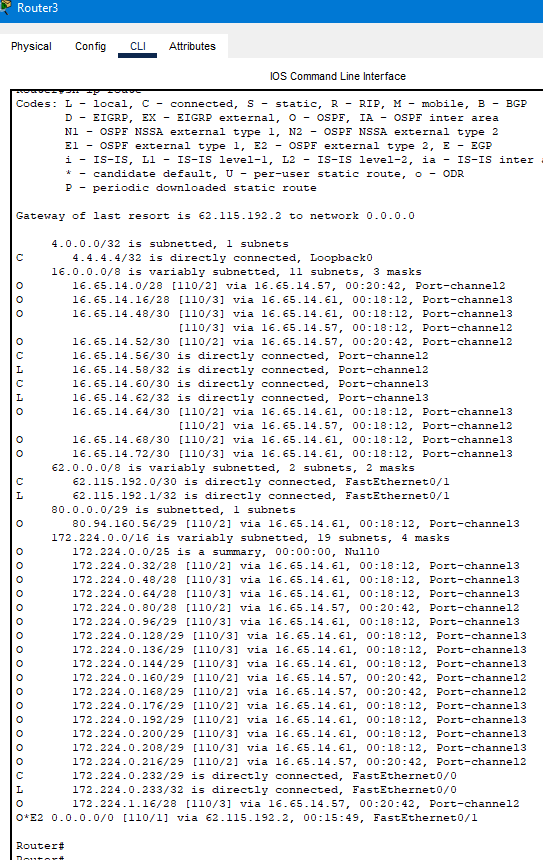 Router3
Physical Config CLI Attributes
IOS Command Line Interface
Router#sh ip route
Codes: L - local, C - connected, S - static, R - RIP, M - mobile, B - BGP
D - EIGRP, EX - EIGRP external, O - OSPF, IA - OSPF inter area
N1 - OSPF NSSA external type 1, N2 - OSPF NSSA external type 2
E1 - OSPF external type 1, E2 - OSPF external type 2, E - EGP
i - IS-IS, L1 - IS-IS level-1, L2 - IS-IS level-2, ia - IS-IS inter
* - candidate default, U - per-user static route, o - ODR
P - periodic downloaded static route
Gateway of last resort is 62.115.192.2 to network 0.0.0.0
4.0.0.0/32 is subnetted, 1 subnets
C 4.4.4.4/32 is directly connected, Loopback0
16.0.0.0/8 is variably subnetted, 11 subnets, 3 masks
O 16.65.14.0/28 [110/2] via 16.65.14.57, 00:20:42, Port-channel2
O 16.65.14.16/28 [110/3] via 16.65.14.61, 00:18:12, Port-channel3
O 16.65.14.48/30 [110/3] via 16.65.14.61, 00:18:12, Port-channel3
[110/3] via 16.65.14.57, 00:18:12, Port-channel2
O 16.65.14.52/30 [110/2] via 16.65.14.57, 00:20:42, Port-channel2
C 16.65.14.56/30 is directly connected, Port-channel2
L 16.65.14.58/32 is directly connected, Port-channel2
C 16.65.14.60/30 is directly connected, Port-channel3
L 16.65.14.62/32 is directly connected, Port-channel3
O 16.65.14.64/30 [110/2] via 16.65.14.61, 00:18:12, Port-channel3
[110/2] via 16.65.14.57, 00:18:12, Port-channel2
O 16.65.14.68/30 [110/2] via 16.65.14.61, 00:18:12, Port-channel3
O 16.65.14.72/30 [110/3] via 16.65.14.61, 00:18:12, Port-channel3
62.0.0.0/8 is variably subnetted, 2 subnets, 2 masks
C 62.115.192.0/30 is directly connected, FastEthernet0/1
L 62.115.192.1/32 is directly connected, FastEthernet0/1
80.0.0.0/29 is subnetted, 1 subnets
O 80.94.160.56/29 [110/2] via 16.65.14.61, 00:18:12, Port-channel3
172.224.0.0/16 is variably subnetted, 19 subnets, 4 masks
O 172.224.0.0/25 is a summary, 00:00:00, Null0
O 172.224.0.32/28 [110/2] via 16.65.14.61, 00:18:12, Port-channel3
O 172.224.0.48/28 [110/3] via 16.65.14.61, 00:18:12, Port-channel3
O 172.224.0.64/28 [110/3] via 16.65.14.61, 00:18:12, Port-channel3
O 172.224.0.80/28 [110/2] via 16.65.14.57, 00:20:42, Port-channel2
O 172.224.0.96/29 [110/3] via 16.65.14.61, 00:18:12, Port-channel3
O 172.224.0.128/29 [110/3] via 16.65.14.61, 00:18:12, Port-channel3
O 172.224.0.136/29 [110/3] via 16.65.14.61, 00:18:12, Port-channel3
O 172.224.0.144/29 [110/3] via 16.65.14.61, 00:18:12, Port-channel3
O 172.224.0.160/29 [110/2] via 16.65.14.57, 00:20:42, Port-channel2
O 172.224.0.168/29 [110/2] via 16.65.14.57, 00:20:42, Port-channel2
O 172.224.0.176/29 [110/2] via 16.65.14.61, 00:18:12, Port-channel3
O 172.224.0.192/29 [110/2] via 16.65.14.61, 00:18:12, Port-channel3
O 172.224.0.200/29 [110/3] via 16.65.14.61, 00:18:12, Port-channel3
O 172.224.0.208/29 [110/3] via 16.65.14.61, 00:18:12, Port-channel3
O 172.224.0.216/29 [110/2] via 16.65.14.57, 00:20:42, Port-channel2
C 172.224.0.232/29 is directly connected, FastEthernet0/0
L 172.224.0.233/32 is directly connected, FastEthernet0/0
O 172.224.1.16/28 [110/3] via 16.65.14.57, 00:20:42, Port-channel2
O*E2 0.0.0.0/0 [110/1] via 62.115.192.2, 00:15:49, FastEthernet0/1
Router#
Router#